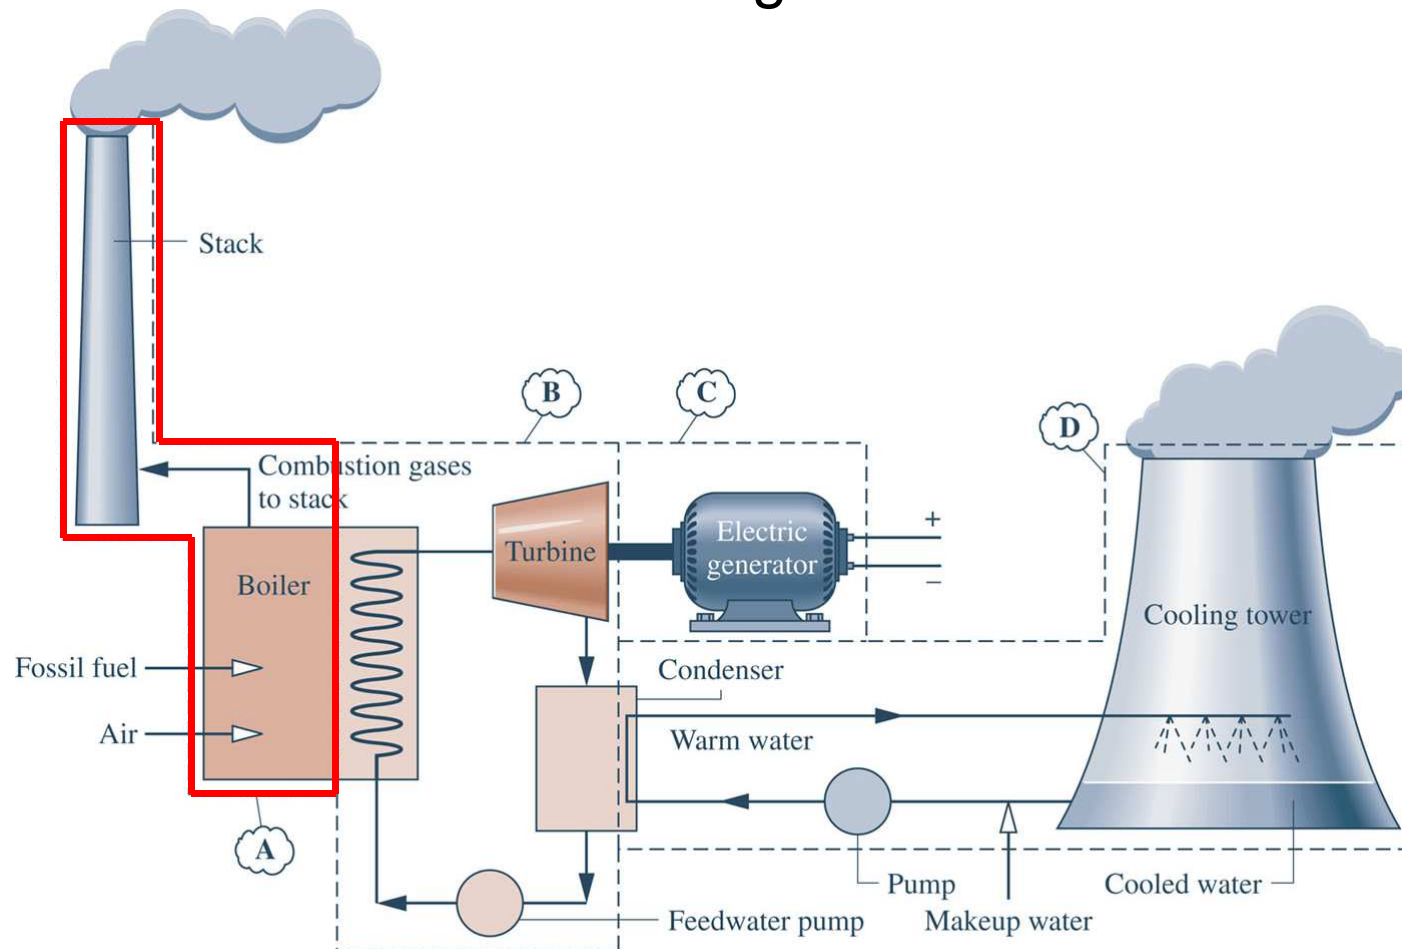 Stack
B
C
D
Combustion gases
to stack
Turbine
Electric
generator
+
−
Boiler
Cooling tower
Fossil fuel
Condenser
Air
Warm water
A
Pump
Cooled water
Feedwater pump
Makeup water